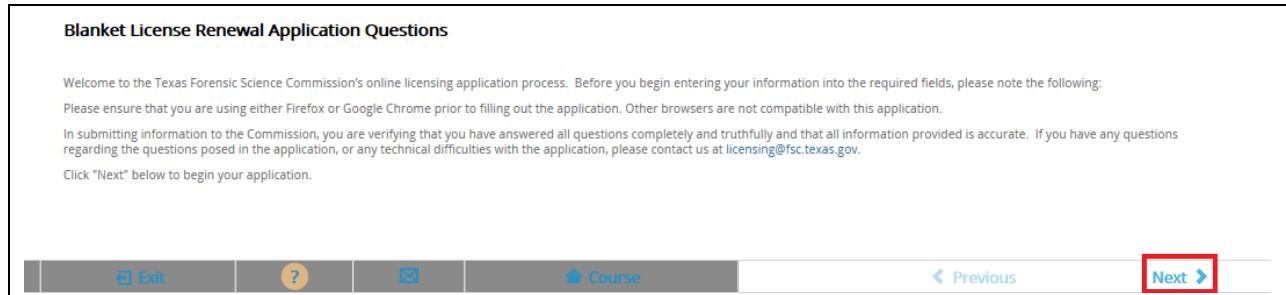 Blanket License Renewal Application Questions
Welcome to the Texas Forensic Science Commission's online licensing application process.  Before you begin entering your information into the required fields, please note the following:
Please ensure that you are using either Firefox or Google Chrome prior to filling out the application. Other browsers are not compatible with this application.
In submitting information to the Commission, you are verifying that you have answered all questions completely and truthfully and that all information provided is accurate.  If you have any questions
regarding the questions posed in the application, or any technical difficulties with the application, please contact us at licensing@fsc.texas.gov.
Click "Next" below to begin your application.
Exit ? Course Previous Next